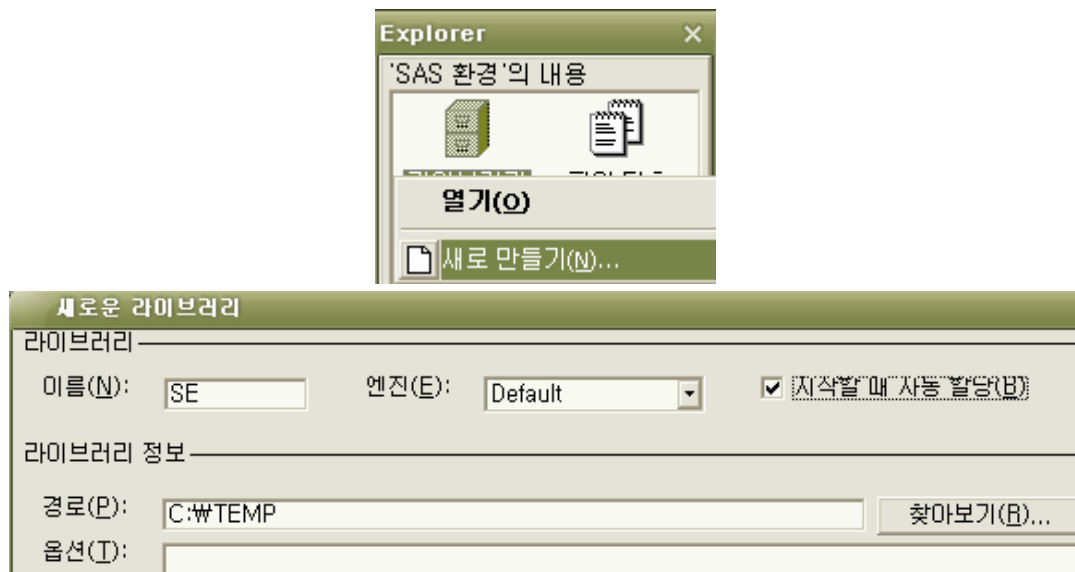 Explorer
'SAS 환경'의 내용
열기(O)
새로 만들기(N)...
새로운 라이브러리
라이브러리
이름(N): SE 엔진(E): Default 시작할 때 자동 할당(B)
라이브러리 정보
경로(P): C:₩TEMP 찾아보기(R)...
옵션(T):